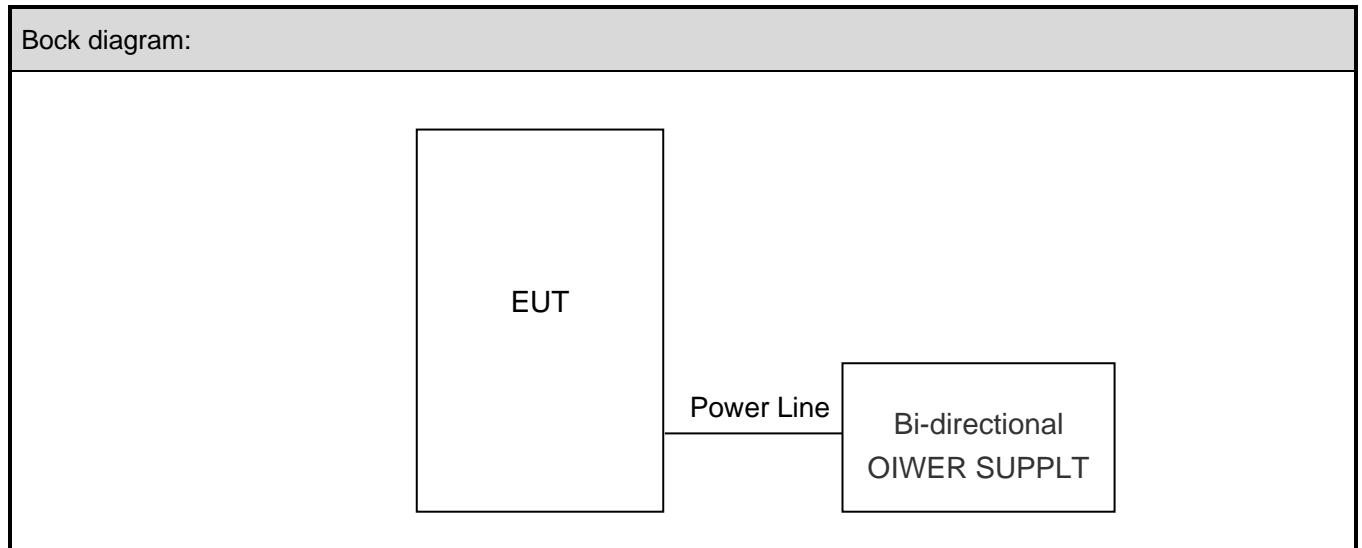 Bock diagram:
EUT
Power Line
Bi-directional
OIWER SUPPLT